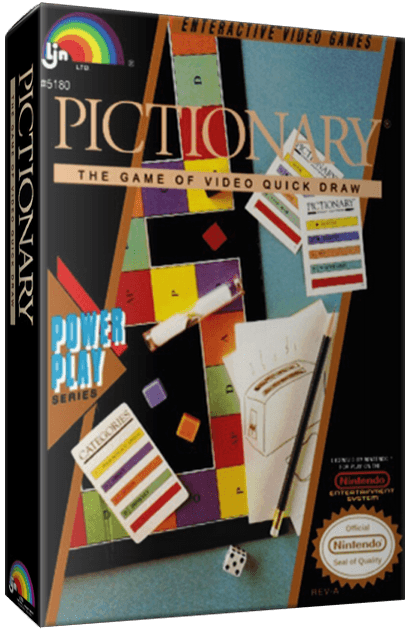 ENTERACTIVE VIDEO GAMES
ljn
LTD
®
#5180
PICTIONARY®
THE GAME OF VIDEO QUICK DRAW
PICTIONARY
PICTIONARY
THE GAME OF VIDEO QUICK DRAW
POWER
PLAY
SERIES
CATEGORIES
P
LICENSED BY NINTENDO
FOR PLAY ON THE
Nintendo
ENTERTAINMENT
SYSTEM
Official
Nintendo
Seal of Quality
REV-A
ljn